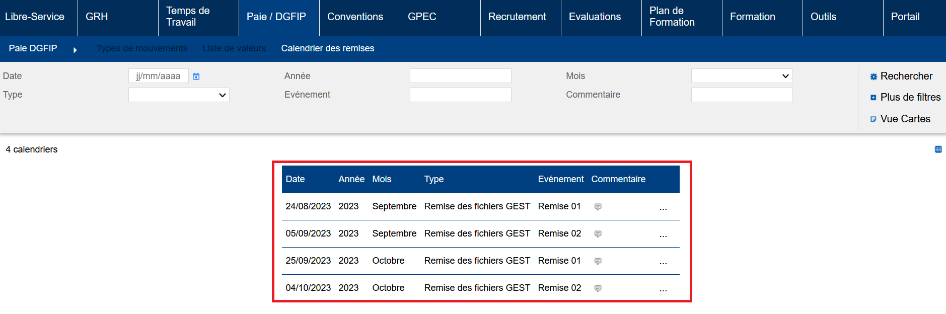 Libre-Service GRH Temps de Travail Paie / DGFIP Conventions GPEC Recrutement Evaluations Plan de Formation Formation Outils Portail
Paie DGFIP Types de mouvements Liste de valeurs Calendrier des remises
Date jj/mm/aaaa Année Mois Rechercher
Type Evénement Commentaire Plus de filtres
Vue Cartes
4 calendriers
Date Année Mois Type Evénement Commentaire
24/08/2023 2023 Septembre Remise des fichiers GEST Remise 01 ...
05/09/2023 2023 Septembre Remise des fichiers GEST Remise 02 ...
25/09/2023 2023 Octobre Remise des fichiers GEST Remise 01 ...
04/10/2023 2023 Octobre Remise des fichiers GEST Remise 02 ...